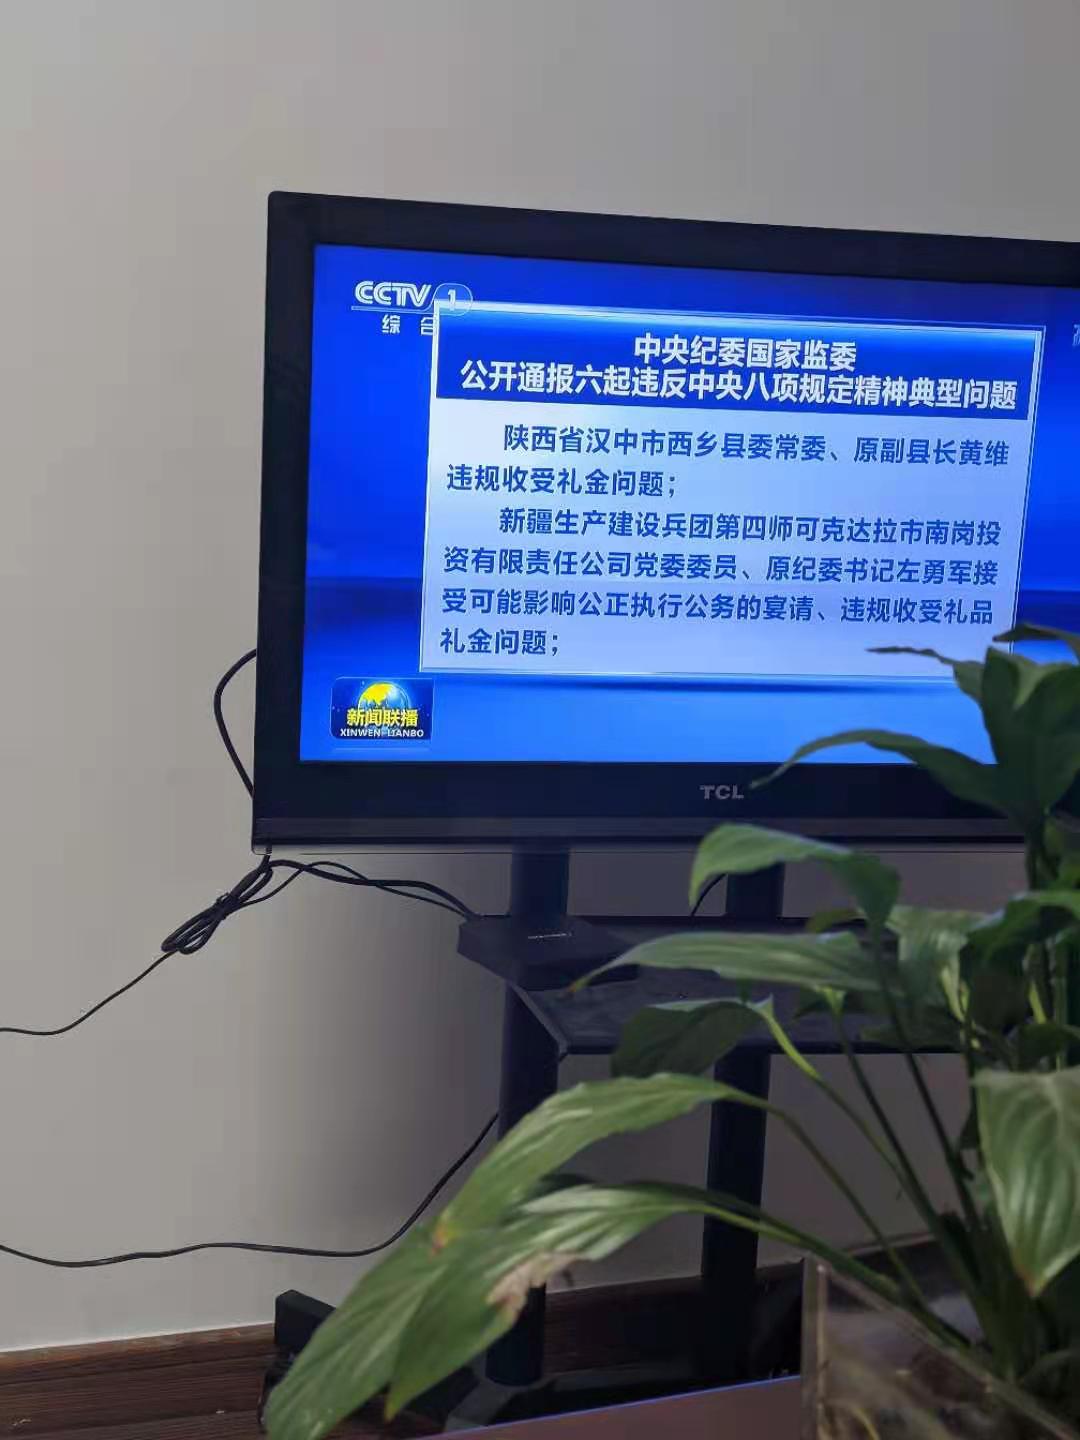 CCTV 1
综合
中央纪委国家监委
公开通报六起违反中央八项规定精神典型问题
陕西省汉中市西乡县委常委、原副县长黄维
违规收受礼金问题；
新疆生产建设兵团第四师可克达拉市南岗投
资有限责任公司党委委员、原纪委书记左勇军接
受可能影响公正执行公务的宴请、违规收受礼品
礼金问题；
新闻联播
XINWEN LIANBO
TCL